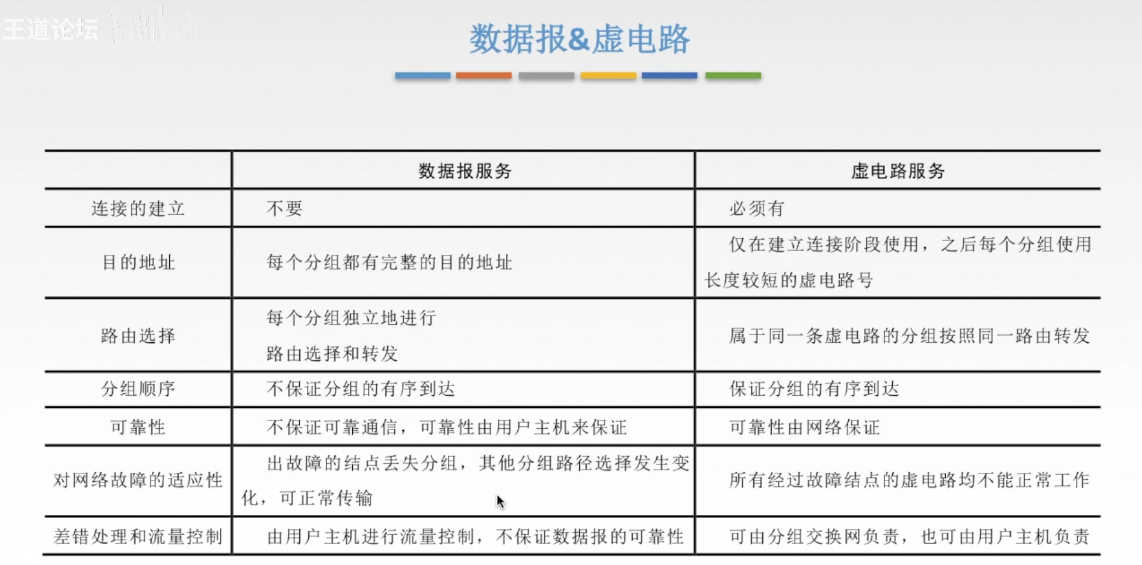 王道论坛
数据报&虚电路
数据报服务 虚电路服务
连接的建立 不要 必须有
目的地址 每个分组都有完整的目的地址 仅在建立连接阶段使用，之后每个分组使用
长度较短的虚电路号
路由选择 每个分组独立地进行
路由选择和转发 属于同一条虚电路的分组按照同一路由转发
分组顺序 不保证分组的有序到达 保证分组的有序到达
可靠性 不保证可靠通信，可靠性由用户主机来保证 可靠性由网络保证
对网络故障的适应性 出故障的结点丢失分组，其他分组路径选择发生变
化，可正常传输 所有经过故障结点的虚电路均不能正常工作
差错处理和流量控制 由用户主机进行流量控制，不保证数据报的可靠性 可由分组交换网负责，也可由用户主机负责